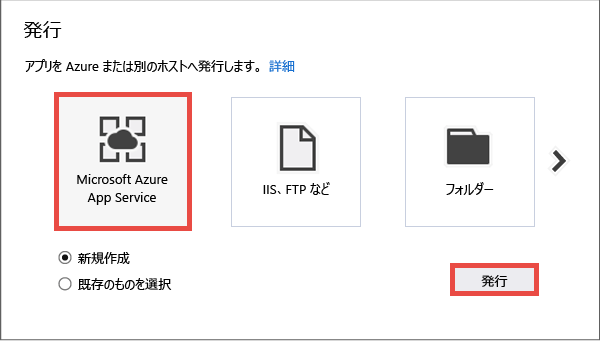 発行
アプリを Azure または別のホストへ発行します。 詳細
Microsoft Azure
App Service
IIS、FTP など
フォルダー
新規作成
既存のものを選択
発行